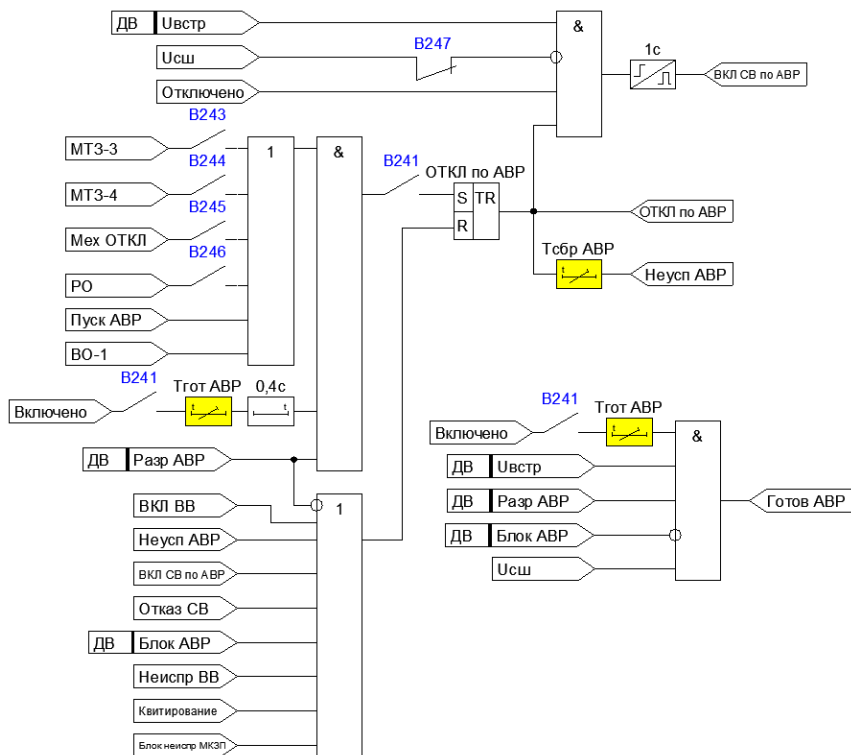 ДВ Uвстр
&
1с
B247
Uсш
ВКЛ СВ по АВР
Отключено
B243
МТЗ-3
1
&
B244
B241
ОТКЛ по АВР
МТЗ-4
S TR
B245
ОТКЛ по АВР
Мех ОТКЛ
R
B246
Тсбр АВР
РО
t
Неусп АВР
Пуск АВР
ВО-1
B241
Тгот АВР
0,4с
B241
Тгот АВР
Включено
t
t
Включено
t
&
ДВ Разр АВР
ДВ Uвстр
ВКЛ ВВ
1
ДВ Разр АВР
Готов АВР
Неусп АВР
ДВ Блок АВР
ВКЛ СВ по АВР
Uсш
Отказ СВ
ДВ Блок АВР
Неиспр ВВ
Квитирование
Блок неиспр МКЗП